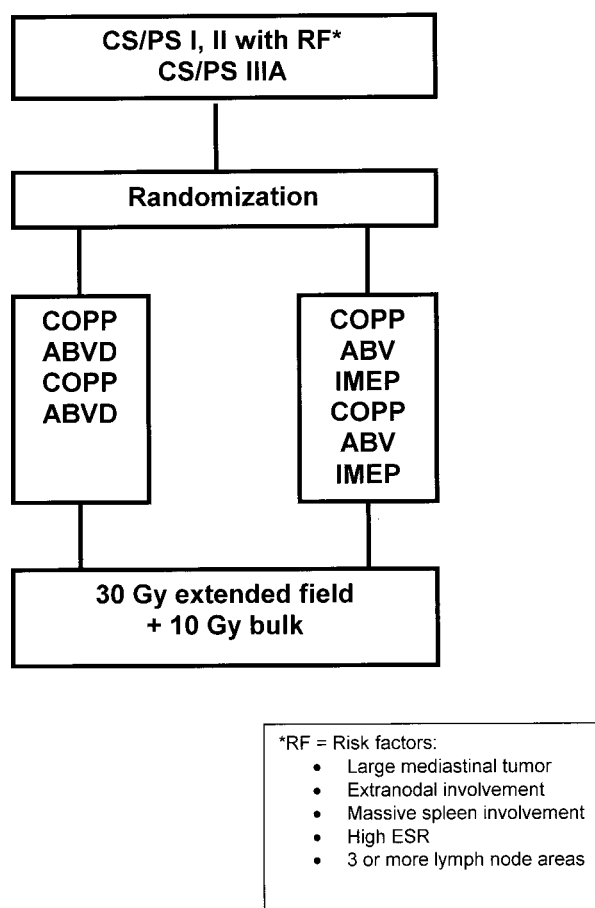 CS/PS I, II with RF*
CS/PS IIIA
Randomization
COPP
ABVD
COPP
ABVD
COPP
ABV
IMEP
COPP
ABV
IMEP
30 Gy extended field
+ 10 Gy bulk
*RF = Risk factors:
• Large mediastinal tumor
• Extranodal involvement
• Massive spleen involvement
• High ESR
• 3 or more lymph node areas